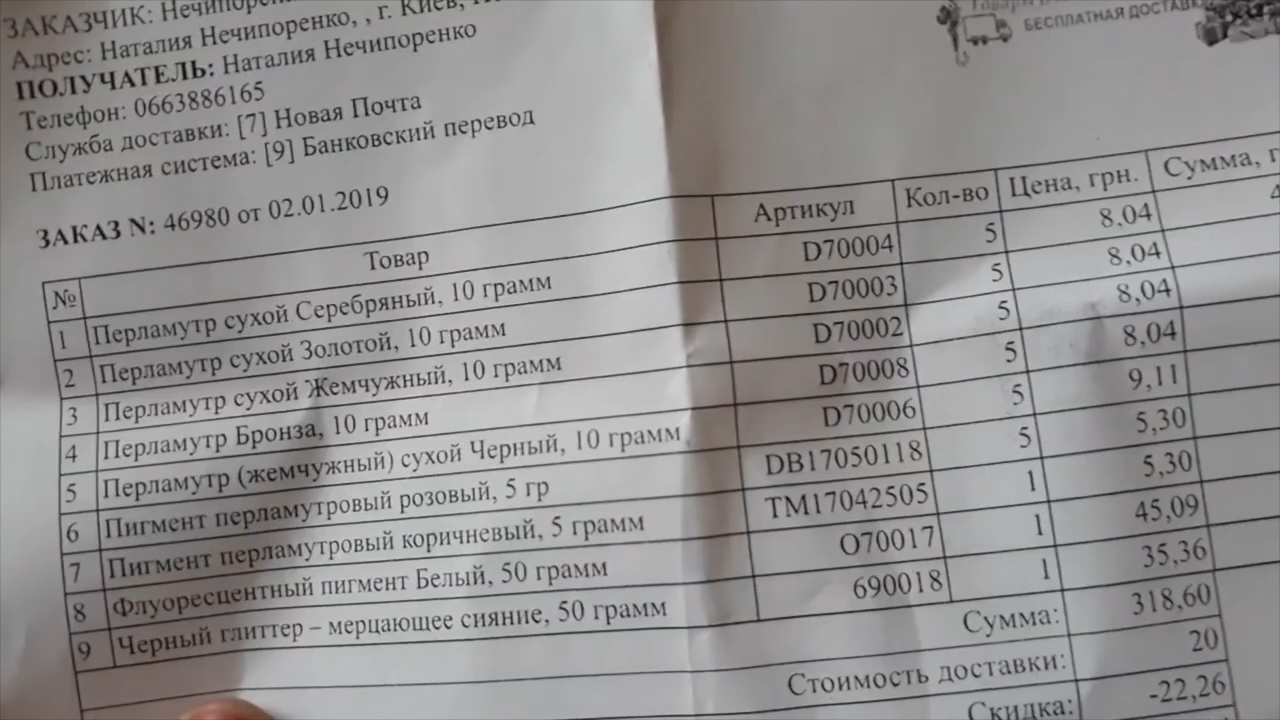 ЗАКАЗЧИК:
Адрес: Наталия Нечипоренко, , г. Киев,
ПОЛУЧАТЕЛЬ: Наталия Нечипоренко
Телефон: 0663886165
Служба доставки: [7] Новая Почта
Платежная система: [9] Банковский перевод
БЕСПЛАТНАЯ ДОСТАВКА
ЗАКАЗ N: 46980 от 02.01.2019
№ Товар Артикул Кол-во Цена, грн. Сумма,
1 Перламутр сухой Серебряный, 10 грамм D70004 5 8,04
2 Перламутр сухой Золотой, 10 грамм D70003 5 8,04
3 Перламутр сухой Жемчужный, 10 грамм D70002 5 8,04
4 Перламутр Бронза, 10 грамм D70008 5 8,04
5 Перламутр (жемчужный) сухой Черный, 10 грамм D70006 5 9,11
6 Пигмент перламутровый розовый, 5 гр DB17050118 5 5,30
7 Пигмент перламутровый коричневый, 5 грамм TM17042505 1 5,30
8 Флуоресцентный пигмент Белый, 50 грамм O70017 1 45,09
9 Черный глиттер – мерцающее сияние, 50 грамм 690018 1 35,36
Сумма: 318,60
Стоимость доставки: 20
Скидка: -22,26